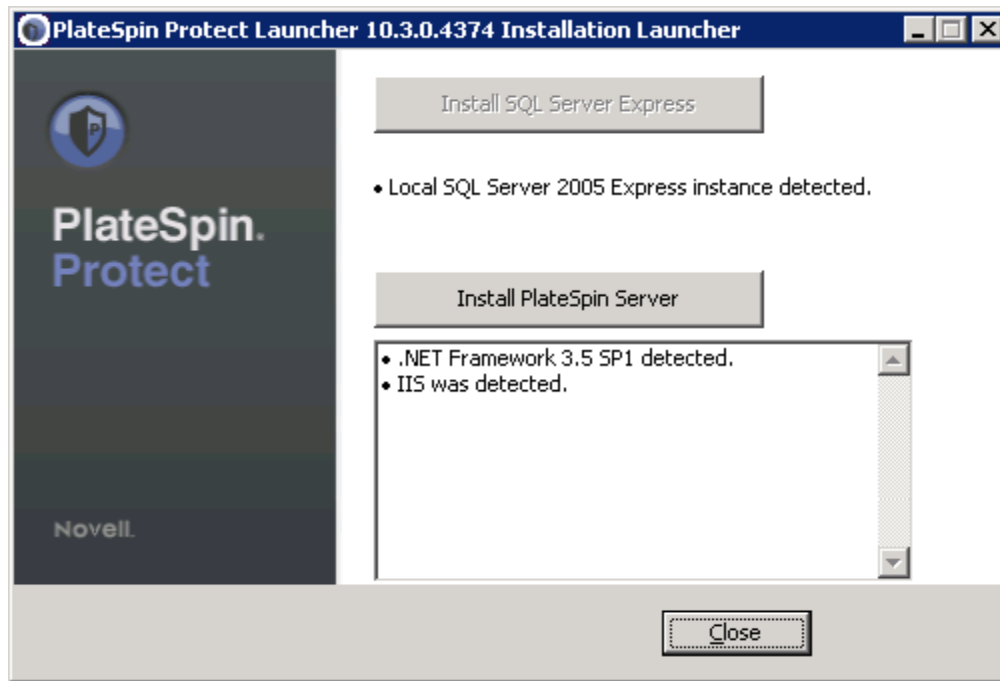 PlateSpin Protect Launcher 10.3.0.4374 Installation Launcher
Install SQL Server Express
• Local SQL Server 2005 Express instance detected.
P
PlateSpin.
Protect
Install PlateSpin Server
• .NET Framework 3.5 SP1 detected.
• IIS was detected.
Novell.
Close